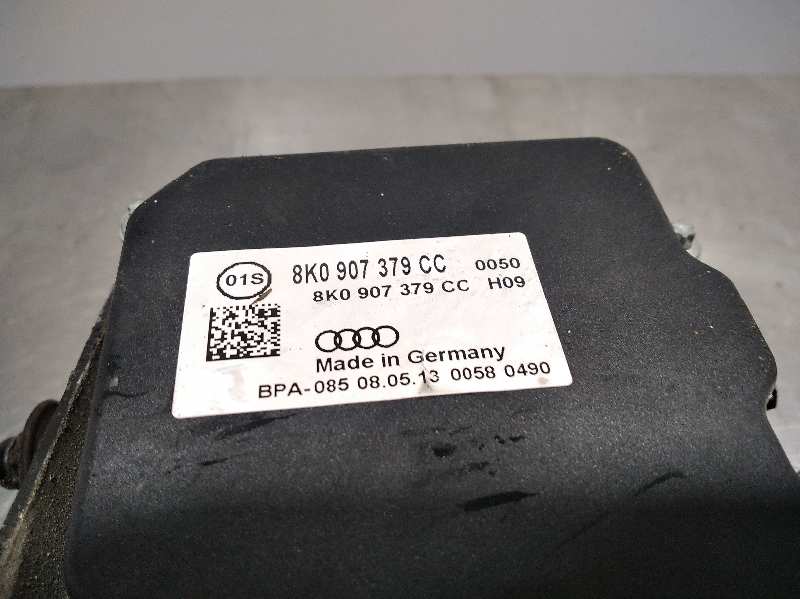 01S 8K0 907 379 CC 0050
8K0 907 379 CC H09
Made in Germany
BPA-085 08.05.13 0058 0490